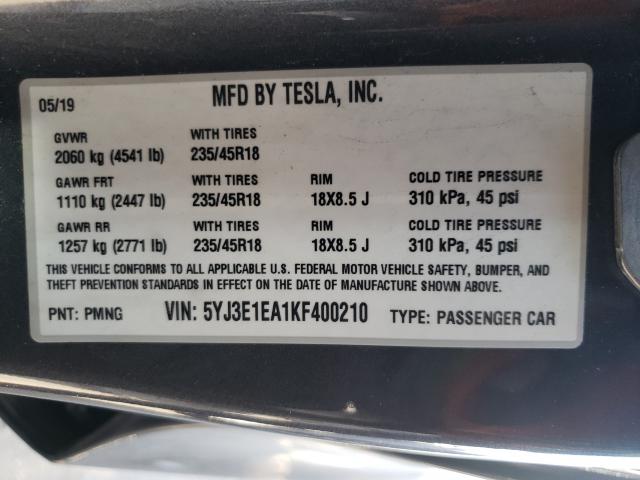 05/19 MFD BY TESLA, INC.
GVWR WITH TIRES
2060 kg (4541 lb) 235/45R18
GAWR FRT WITH TIRES RIM COLD TIRE PRESSURE
1110 kg (2447 lb) 235/45R18 18X8.5 J 310 kPa, 45 psi
GAWR RR WITH TIRES RIM COLD TIRE PRESSURE
1257 kg (2771 lb) 235/45R18 18X8.5 J 310 kPa, 45 psi
THIS VEHICLE CONFORMS TO ALL APPLICABLE U.S. FEDERAL MOTOR VEHICLE SAFETY, BUMPER, AND
THEFT PREVENTION STANDARDS IN EFFECT ON THE DATE OF MANUFACTURE SHOWN ABOVE.
PNT: PMNG VIN: 5YJ3E1EA1KF400210 TYPE: PASSENGER CAR